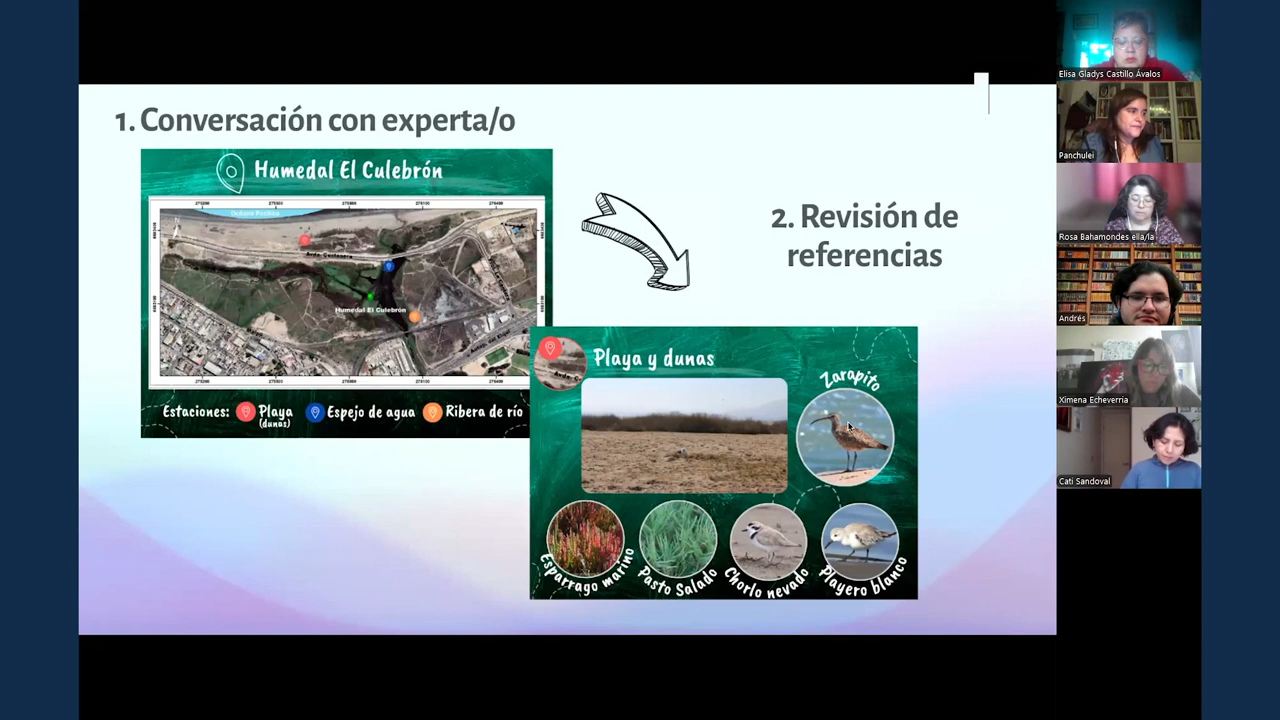 1. Conversación con experta/o
Humedal El Culebrón
Océano Pacífico
Avda. Costanera
Humedal El Culebrón
Estaciones: Playa (dunas) Espejo de agua Ribera de río
2. Revisión de
referencias
Playa y dunas
Zarapito
Esparrago marino
Pasto Salado
Chorlo nevado
Playero blanco
Elisa Gladys Castillo Ávalos
Panchulei
Rosa Bahamondes ella/la
Andrés
Ximena Echeverria
Cati Sandoval